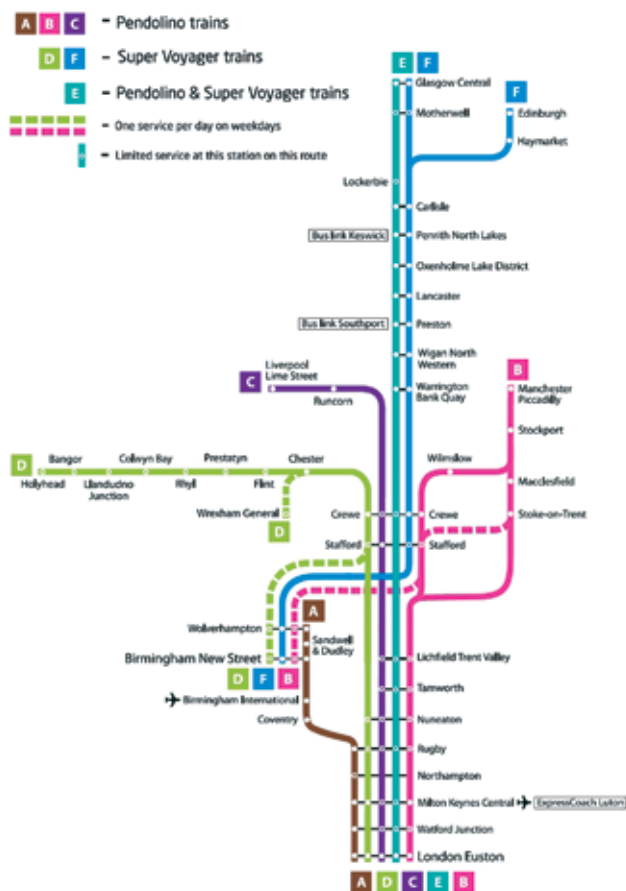 A B C - Pendolino trains
D F - Super Voyager trains
E - Pendolino & Super Voyager trains
- One service per day on weekdays
- Limited service at this station on this route
E F
Glasgow Central
F
Motherwell
Edinburgh
Haymarket
Lockerbie
Carlisle
Bus link Keswick
Penrith North Lakes
Oxenholme Lake District
Lancaster
Bus link Southport
Preston
Wigan North
Western
Warrington
Bank Quay
C
Liverpool
Lime Street
Runcorn
B
Manchester
Piccadilly
Stockport
Wilmslow
Macclesfield
Stoke-on-Trent
D
Bangor
Colwyn Bay
Prestatyn
Chester
Holyhead
Llandudno
Junction
Rhyl
Flint
Wrexham General
D
Crewe
Crewe
Stafford
Stafford
A
Wolverhampton
Sandwell
& Dudley
Birmingham New Street
D F B
Lichfield Trent Valley
Birmingham International
Tamworth
Coventry
Nuneaton
Rugby
Northampton
Milton Keynes Central
ExpressCoach Luton
Watford Junction
London Euston
A D C E B